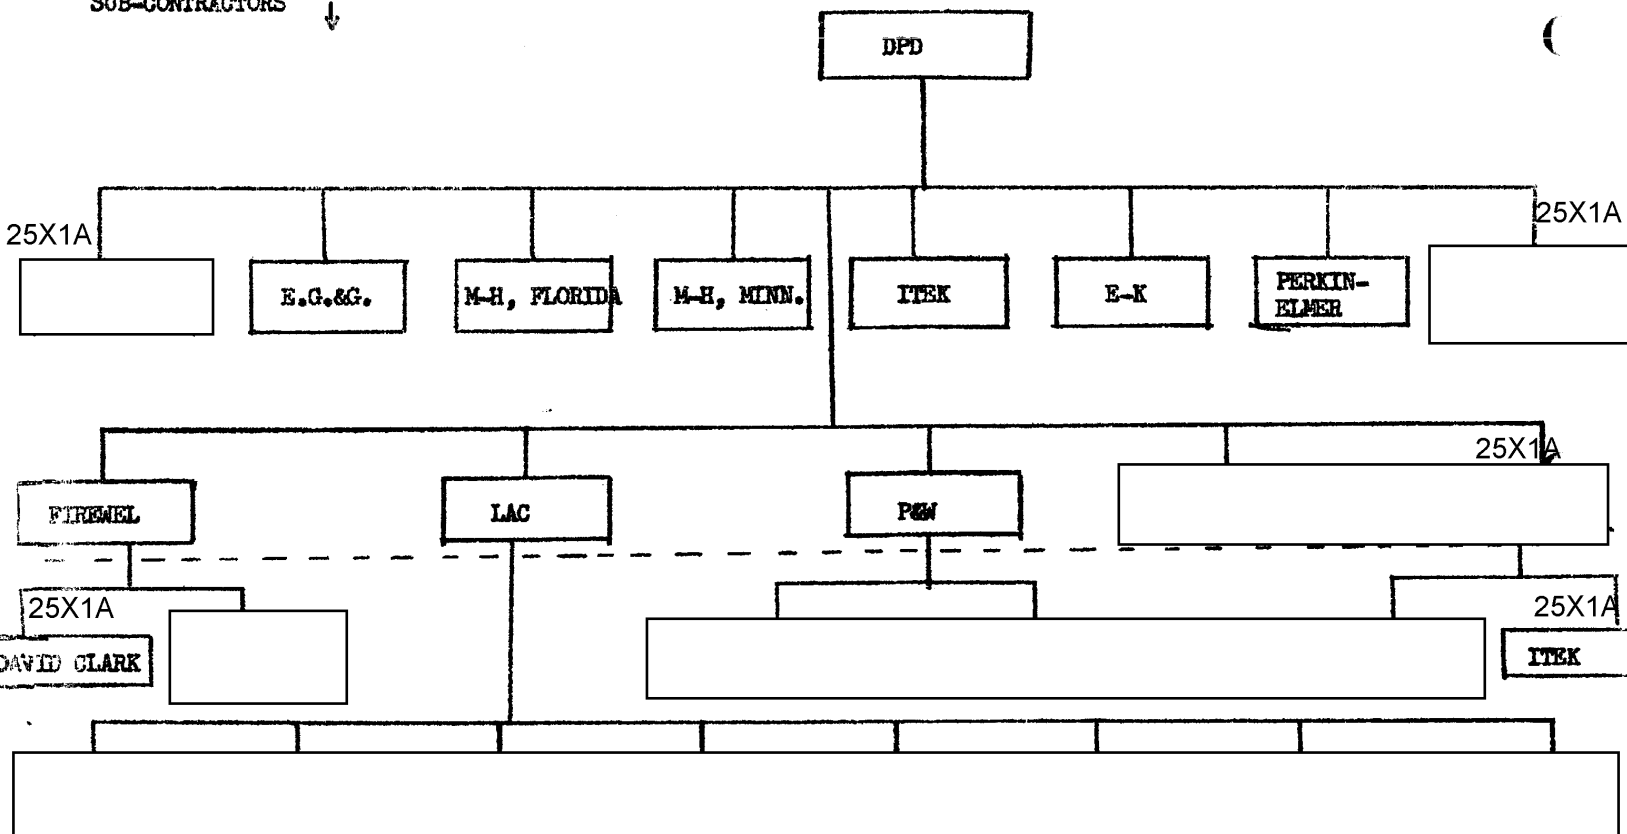 SUB-CONTRACTORS
DPD
25X1A
25X1A
E.G.&G.
M-H, FLORIDA
M-H, MINN.
ITEK
E-K
PERKIN-
ELMER
25X1A
FIREWEL
LAC
P&W
25X1A
25X1A
DAVID CLARK
ITEK